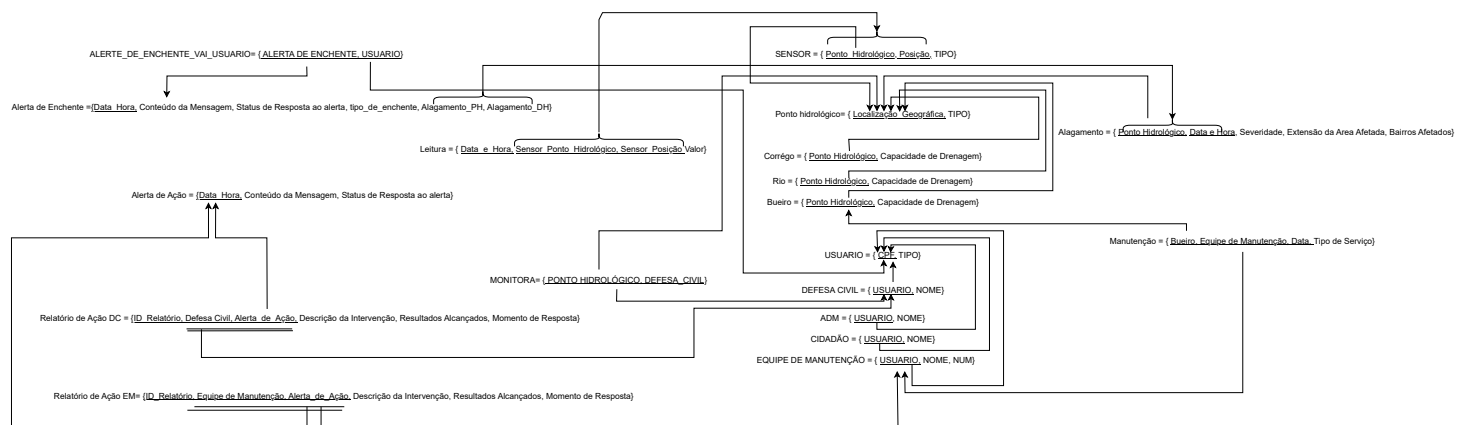 ALERTE_DE_ENCHENTE_VAI_USUARIO= { ALERTA DE ENCHENTE, USUARIO}
SENSOR = { Ponto_Hidrológico, Posição, TIPO}
Alerta de Enchente ={Data_Hora, Conteúdo da Mensagem, Status de Resposta ao alerta, tipo_de_enchente, Alagamento_PH, Alagamento_DH}
Ponto hidrológico= { Localização_Geográfica, TIPO}
Alagamento = { Ponto Hidrológico, Data e Hora, Severidade, Extensão da Area Afetada, Bairros Afetados}
Leitura = { Data_e_Hora, Sensor_Ponto_Hidrológico, Sensor_Posição Valor}
Corrégo = { Ponto Hidrológico, Capacidade de Drenagem}
Rio = { Ponto Hidrológico, Capacidade de Drenagem}
Alerta de Ação = {Data_Hora, Conteúdo da Mensagem, Status de Resposta ao alerta}
Bueiro = { Ponto Hidrológico, Capacidade de Drenagem}
Manutenção = { Bueiro, Equipe de Manutenção, Data, Tipo de Serviço}
USUARIO = { CPF, TIPO}
MONITORA= { PONTO HIDROLÓGICO, DEFESA_CIVIL}
DEFESA CIVIL = { USUARIO, NOME}
Relatório de Ação DC = {ID_Relatório, Defesa Civil, Alerta_de_Ação, Descrição da Intervenção, Resultados Alcançados, Momento de Resposta}
ADM = { USUARIO, NOME}
CIDADÃO = { USUARIO, NOME}
EQUIPE DE MANUTENÇÃO = { USUARIO, NOME, NUM}
Relatório de Ação EM= {ID_Relatório, Equipe de Manutenção, Alerta_de_Ação, Descrição da Intervenção, Resultados Alcançados, Momento de Resposta}